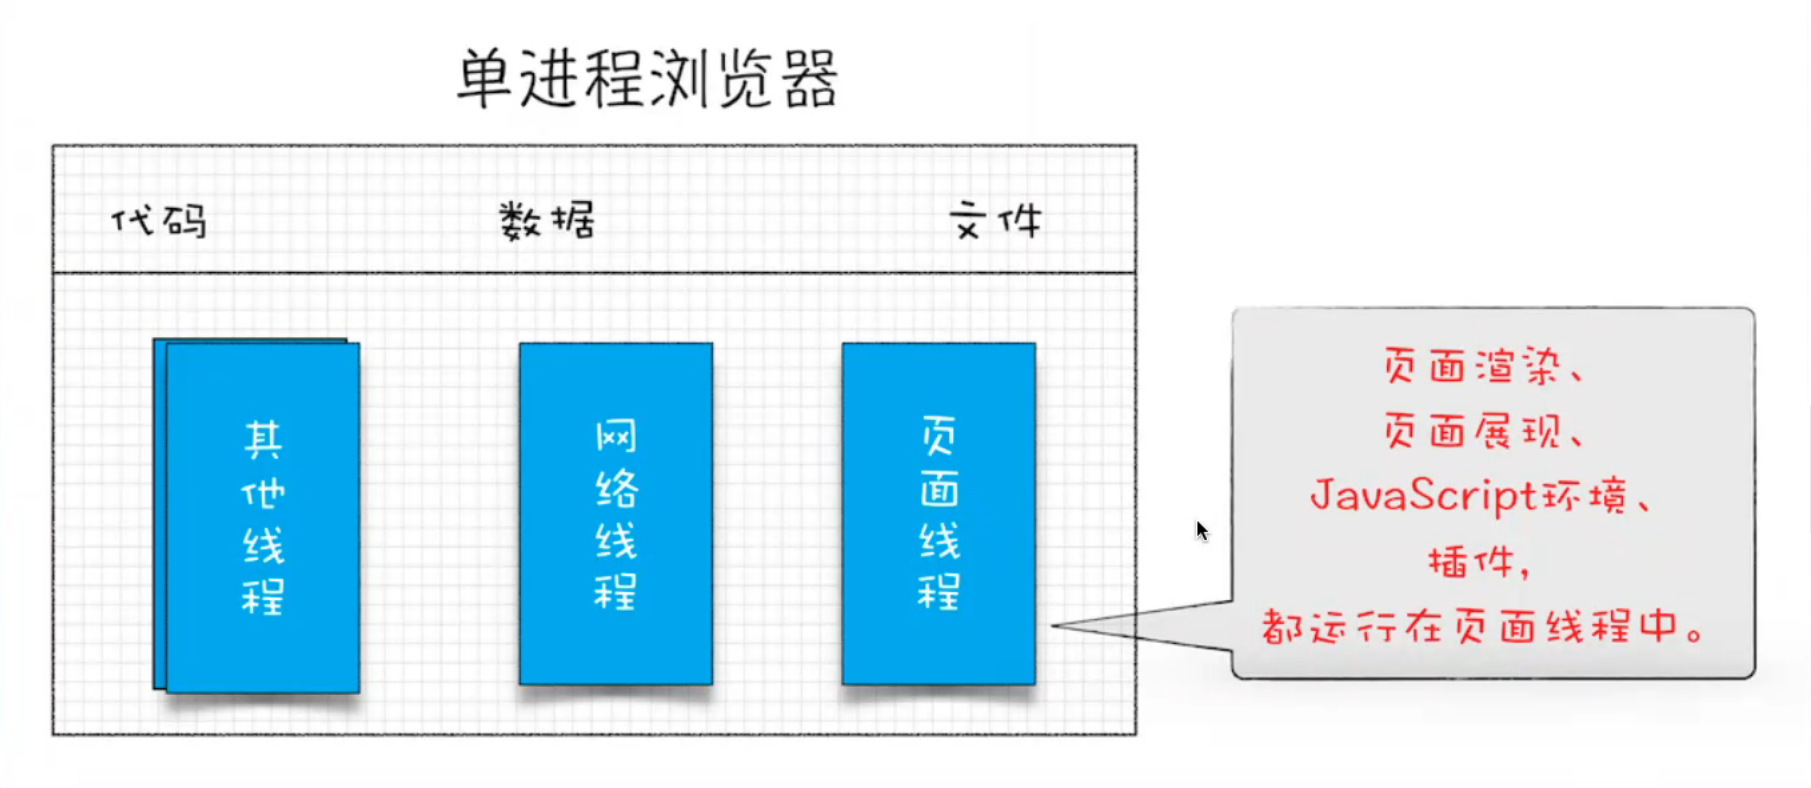 单进程浏览器
代码
数据
文件
其他线程
网络线程
页面线程
页面渲染、
页面展现、
JavaScript环境、
插件，
都运行在页面线程中。